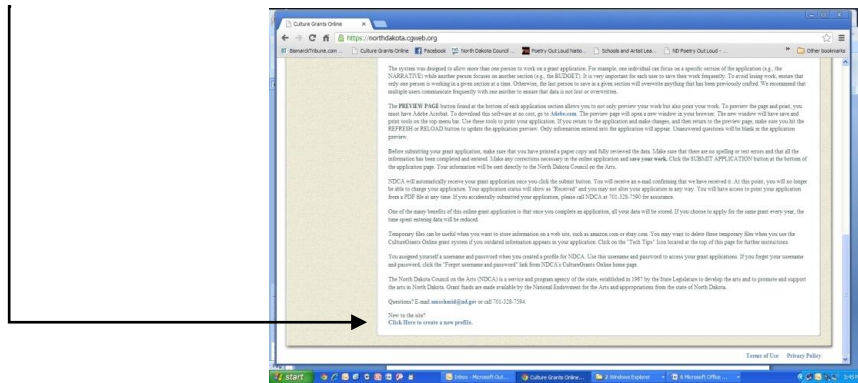 Culture Grants Online
https://northdakota.cgweb.org
BismarckTribune.com ... Culture Grants Online Facebook North Dakota Council ... Poetry Out Loud Natio... Schools and Artist Lea... ND Poetry Out Loud - ... » Other bookmarks
The system was designed to allow more than one person to work on a grant application. For example, one individual can focus on a specific section of the application (e.g., the
NARRATIVE) while another person focuses on another section (e.g., the BUDGET). It is very important for each user to save their work frequently. To avoid losing work, ensure that
only one person is working in a given section at a time. Otherwise, the last person to save in a given section will overwrite anything that has been previously crafted. We recommend that
multiple users communicate frequently with one another to ensure that data is not lost or overwritten.
The PREVIEW PAGE button found at the bottom of each application section allows you to not only preview your work but also print your work. To preview the page and print, you
must have Adobe Acrobat. To download this software at no cost, go to Adobe.com. The preview page will open a new window in your browser. The new window will have save and
print tools on the top menu bar. Use these tools to print your application. If you return to the application and make changes, and then return to the preview page, make sure you hit the
REFRESH or RELOAD button to update the application preview. Only information entered into the application will appear. Unanswered questions will be blank in the application
preview.
Before submitting your grant application, make sure that you have printed a paper copy and fully reviewed the data. Make sure that there are no spelling or text errors and that all the
information has been completed and entered. Make any corrections necessary in the online application and save your work. Click the SUBMIT APPLICATION button at the bottom of
the application page. Your information will be sent directly to the North Dakota Council on the Arts.
NDCA will automatically receive your grant application once you click the submit button. You will receive an e-mail confirming that we have received it. At this point, you will no longer
be able to change your application. Your application status will show as "Received" and you may not alter your application in any way. You will have access to print your application
from a PDF file at any time. If you accidentally submitted your application, please call NDCA at 701-328-7590 for assistance.
One of the many benefits of this online grant application is that once you complete an application, all your data will be stored. If you choose to apply for the same grant every year, the
time spent entering data will be reduced.
Temporary files can be useful when you want to store information on a web site, such as amazon.com or ebay.com. You may want to delete these temporary files when you use the
CultureGrants Online grant system if you outdated information appears in your application. Click on the "Tech Tips" Icon located at the top of this page for further instructions.
You assigned yourself a username and password when you created a profile for NDCA. Use this username and password to access your grant applications. If you forget your username
and password, click the "Forgot username and password" link from NDCA's CultureGrants Online home page.
The North Dakota Council on the Arts (NDCA) is a service and program agency of the state, established in 1967 by the State Legislature to develop the arts and to promote and support
the arts in North Dakota. Grant funds are made available by the National Endowment for the Arts and appropriations from the state of North Dakota.
Questions? E-mail amschmid@nd.gov or call 701-328-7594.
New to the site?
Click Here to create a new profile.
Terms of Use Privacy Policy
start Inbox - Microsoft Out... Culture Grants Online... 2 Windows Explorer 6 Microsoft Office ... 3:45 P